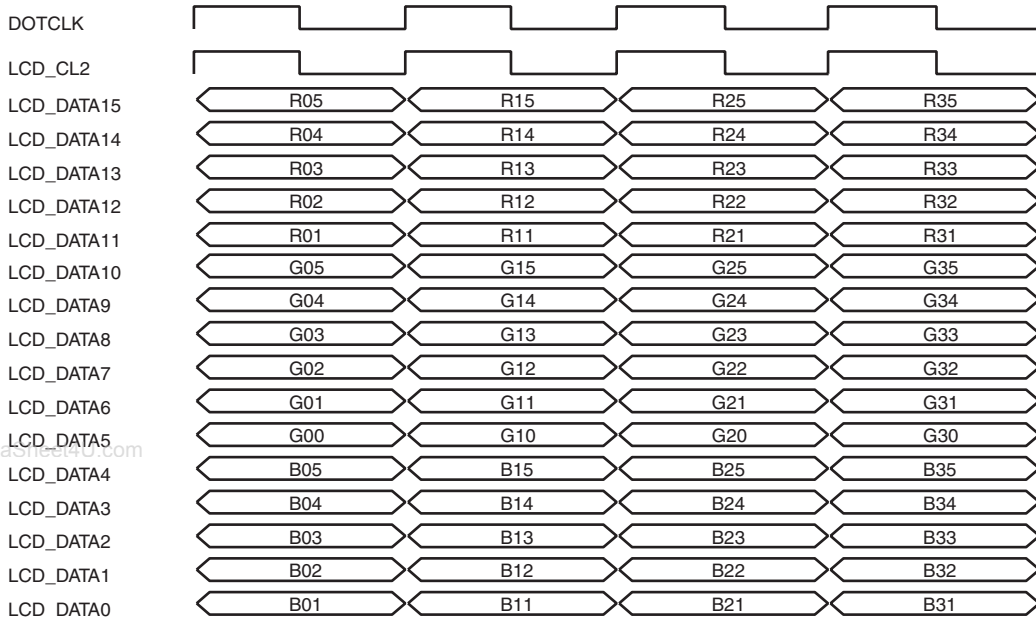 DOTCLK
LCD_CL2
LCD_DATA15 R05 R15 R25 R35
LCD_DATA14 R04 R14 R24 R34
LCD_DATA13 R03 R13 R23 R33
LCD_DATA12 R02 R12 R22 R32
LCD_DATA11 R01 R11 R21 R31
LCD_DATA10 G05 G15 G25 G35
LCD_DATA9 G04 G14 G24 G34
LCD_DATA8 G03 G13 G23 G33
LCD_DATA7 G02 G12 G22 G32
LCD_DATA6 G01 G11 G21 G31
LCD_DATA5 G00 G10 G20 G30
aSheet4U.com
LCD_DATA4 B05 B15 B25 B35
LCD_DATA3 B04 B14 B24 B34
LCD_DATA2 B03 B13 B23 B33
LCD_DATA1 B02 B12 B22 B32
LCD_DATA0 B01 B11 B21 B31